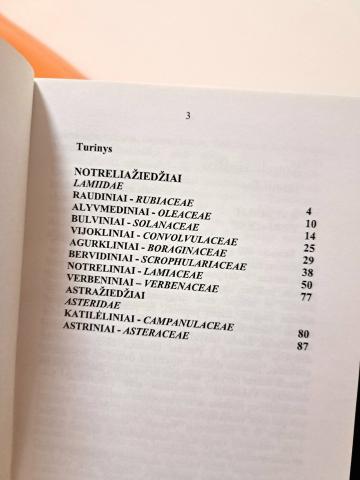 3
Turinys
NOTRELIAŽIEDŽIAI
LAMIIDAE
RAUDINIAI - RUBIACEAE 4
ALYVMEDINIAI - OLEACEAE 10
BULVINIAI - SOLANACEAE 14
VIJOKLINIAI - CONVOLVULACEAE 25
AGURKLINIAI - BORAGINACEAE 29
BERVIDINIAI - SCROPHULARIACEAE 38
NOTRELINIAI - LAMIACEAE 50
VERBENINIAI – VERBENACEAE 77
ASTRAŽIEDŽIAI
ASTERIDAE
KATILĖLINIAI - CAMPANULACEAE 80
ASTRINIAI - ASTERACEAE 87